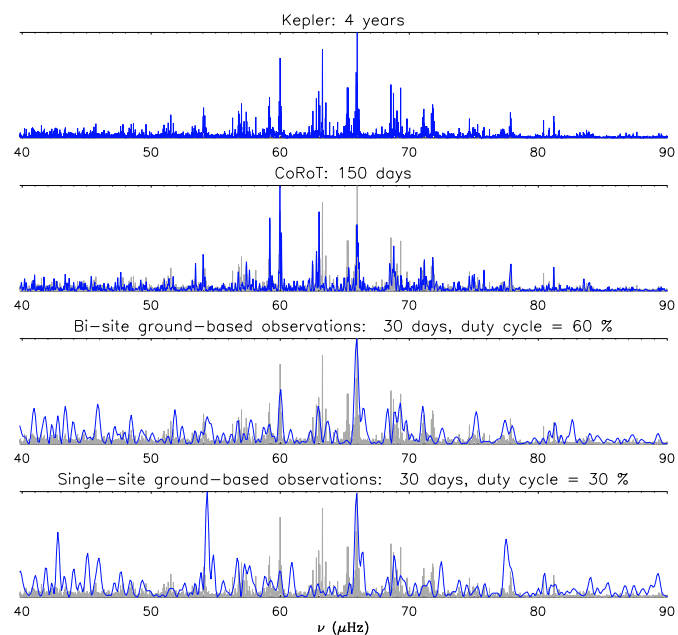 Kepler: 4 years
40 50 60 70 80 90
CoRoT: 150 days
40 50 60 70 80 90
Bi-site ground-based observations: 30 days, duty cycle = 60 %
40 50 60 70 80 90
Single-site ground-based observations: 30 days, duty cycle = 30 %
40 50 60 70 80 90
ν (μHz)